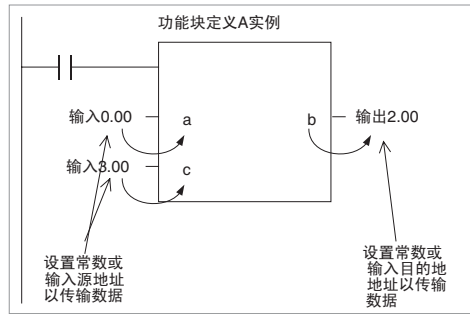 功能块定义A实例
输入0.00
a
b
输出2.00
输入3.00
c
设置常数或
输入源地址
以传输数据
设置常数或
输入目的地
地址以传输
数据